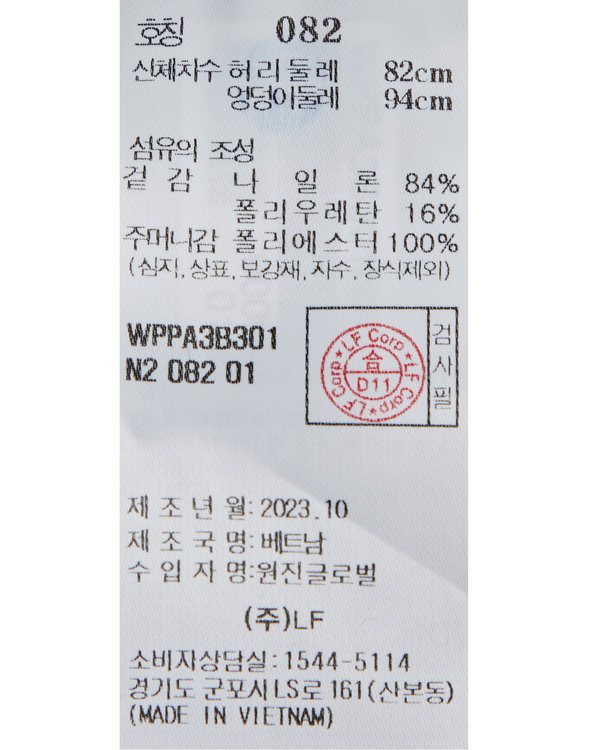 호칭 082
신체치수 허리둘레 82cm
엉덩이둘레 94cm
섬유의 조성
겉감 나일론 84%
폴리우레탄 16%
주머니감 폴리에스터 100%
(심지,상표,보강재,자수,장식제외)
WPPA3B301
N2 082 01
LF Corp ★ LF Corp ★ LF Corp ★
合
D11
검사필
제조년월: 2023.10
제조국명: 베트남
수입자명:원진글로벌
(주)LF
소비자상담실:1544-5114
경기도 군포시 LS로 161(산본동)
(MADE IN VIETNAM)